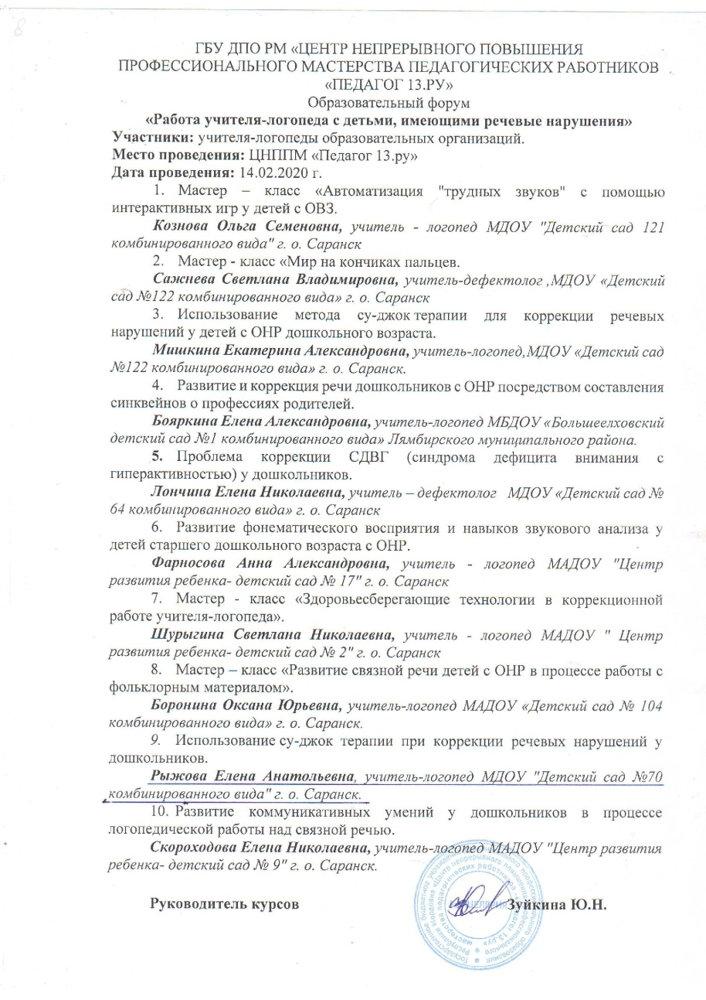 8
ГБУ ДПО РМ «ЦЕНТР НЕПРЕРЫВНОГО ПОВЫШЕНИЯ
ПРОФЕССИОНАЛЬНОГО МАСТЕРСТВА ПЕДАГОГИЧЕСКИХ РАБОТНИКОВ
«ПЕДАГОГ 13.РУ»
Образовательный форум
«Работа учителя-логопеда с детьми, имеющими речевые нарушения»
Участники: учителя-логопеды образовательных организаций.
Место проведения: ЦНППМ «Педагог 13.ру»
Дата проведения: 14.02.2020 г.
1. Мастер – класс «Автоматизация "трудных звуков" с помощью
интерактивных игр у детей с ОВЗ.
Кознова Ольга Семеновна, учитель - логопед МДОУ "Детский сад 121
комбинированного вида" г. о. Саранск
2. Мастер - класс «Мир на кончиках пальцев.
Сажнева Светлана Владимировна, учитель-дефектолог ,МДОУ «Детский
сад №122 комбинированного вида» г. о. Саранск
3. Использование метода су-джок терапии для коррекции речевых
нарушений у детей с ОНР дошкольного возраста.
Мишкина Екатерина Александровна, учитель-логопед,МДОУ «Детский сад
№122 комбинированного вида» г. о. Саранск.
4. Развитие и коррекция речи дошкольников с ОНР посредством составления
синквейнов о профессиях родителей.
Бояркина Елена Александровна, учитель-логопед МБДОУ «Большеелховский
детский сад №1 комбинированного вида» Лямбирского муниципального района.
5. Проблема коррекции СДВГ (синдрома дефицита внимания с
гиперактивностью) у дошкольников.
Лончина Елена Николаевна, учитель – дефектолог МДОУ «Детский сад №
64 комбинированного вида» г. о. Саранск
6. Развитие фонематического восприятия и навыков звукового анализа у
детей старшего дошкольного возраста с ОНР.
Фарносова Анна Александровна, учитель - логопед МАДОУ "Центр
развития ребенка- детский сад № 17" г. о. Саранск
7. Мастер - класс «Здоровьесберегающие технологии в коррекционной
работе учителя-логопеда».
Шурыгина Светлана Николаевна, учитель - логопед МАДОУ " Центр
развития ребенка- детский сад № 2" г. о. Саранск
8. Мастер – класс «Развитие связной речи детей с ОНР в процессе работы с
фольклорным материалом».
Боронина Оксана Юрьевна, учитель-логопед МАДОУ «Детский сад № 104
комбинированного вида» г. о. Саранск.
9. Использование су-джок терапии при коррекции речевых нарушений у
дошкольников.
Рыжова Елена Анатольевна, учитель-логопед МДОУ "Детский сад №70
комбинированного вида" г. о. Саранск.
10. Развитие коммуникативных умений у дошкольников в процессе
логопедической работы над связной речью.
Скороходова Елена Николаевна, учитель-логопед МАДОУ "Центр развития
ребенка- детский сад № 9" г. о. Саранск.
Руководитель курсов Зуйкина Ю.Н.